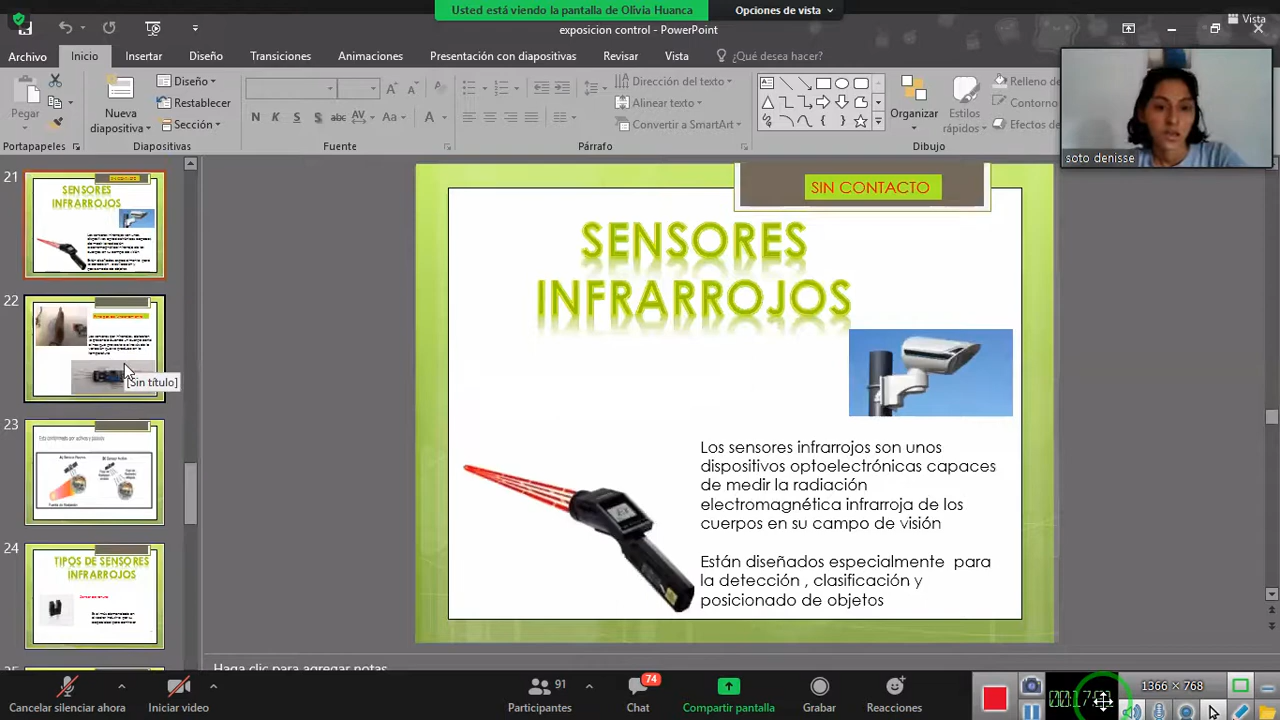 Usted está viendo la pantalla de Olivia Huanca
Opciones de vista
Vista
exposicion control - PowerPoint
Archivo
Inicio
Insertar
Diseño
Transiciones
Animaciones
Presentación con diapositivas
Revisar
Vista
¿Qué desea hacer?
Pegar
Nueva diapositiva
Diseño
Restablecer
Sección
N K S S abc AV Aa A
Dirección del texto
Alinear texto
Convertir a SmartArt
Organizar
Estilos rápidos
Relleno de
Contorno
Efectos de
Portapapeles
Diapositivas
Fuente
Párrafo
Dibujo
soto denisse
21
SENSORES
INFRARROJOS
22
[Sin título]
23
24
TIPOS DE SENSORES
INFRARROJOS
SIN CONTACTO
SENSORES
INFRARROJOS
Los sensores infrarrojos son unos
dispositivos optoelectrónicas capaces
de medir la radiación
electromagnética infrarroja de los
cuerpos en su campo de visión
Están diseñados especialmente para
la detección , clasificación y
posicionado de objetos
Haga clic para agregar notas
Cancelar silenciar ahora
Iniciar video
91
Participantes
74
Chat
Compartir pantalla
Grabar
Reacciones
1366 × 768